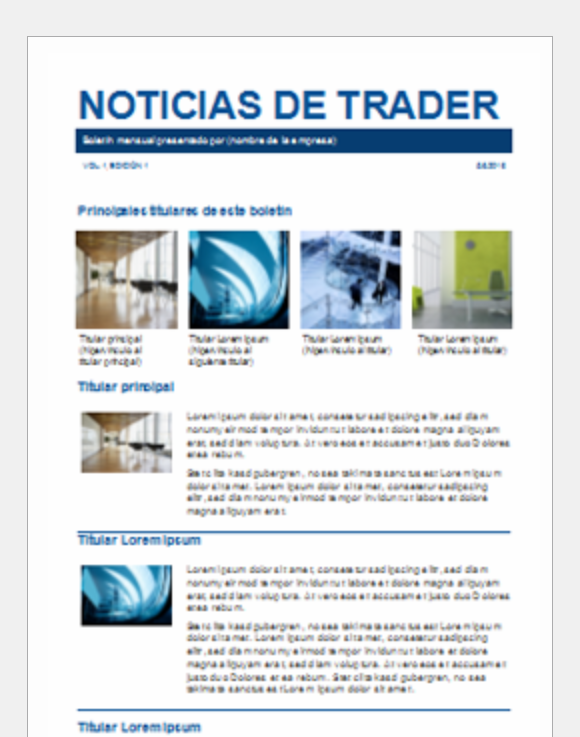 NOTICIAS DE TRADER
Boletín mensual presentado por (nombre de la empresa)
VOL. 1, EDICIÓN 1
Principales titulares de este boletín
Titular principal
(hipervínculo al
titular principal)
Titular Lorem Ipsum
(hipervínculo al
siguiente titular)
Titular Lorem Ipsum
(hipervínculo al titular)
Titular Lorem Ipsum
(hipervínculo al titular)
Titular principal
Lorem ipsum dolor sit amet, consetetur sadipscing elitr, sed diam
nonumy eirmod tempor invidunt ut labore et dolore magna aliquyam
erat, sed diam voluptura. At vero eos et accusam et justo duo Dolores
et ea rebum.
Stet clita kasd gubergren, no sea takimata sanctus est Lorem ipsum
dolor sit amet. Lorem ipsum dolor sit amet, consetetur sadipscing
elitr, sed diam nonumy eirmod tempor invidunt ut labore et dolore
magna aliquyam erat.
Titular Lorem Ipsum
Lorem ipsum dolor sit amet, consetetur sadipscing elitr, sed diam
nonumy eirmod tempor invidunt ut labore et dolore magna aliquyam
erat, sed diam voluptura. At vero eos et accusam et justo duo Dolores
et ea rebum.
Stet clita kasd gubergren, no sea takimata sanctus est Lorem ipsum
dolor sit amet. Lorem ipsum dolor sit amet, consetetur sadipscing
elitr, sed diam nonumy eirmod tempor invidunt ut labore et dolore
magna aliquyam erat, sed diam voluptura. At vero eos et accusam et
justo duo Dolores et ea rebum. Stet clita kasd gubergren, no sea
takimata sanctus est Lorem ipsum dolor sit amet.
Titular Lorem Ipsum